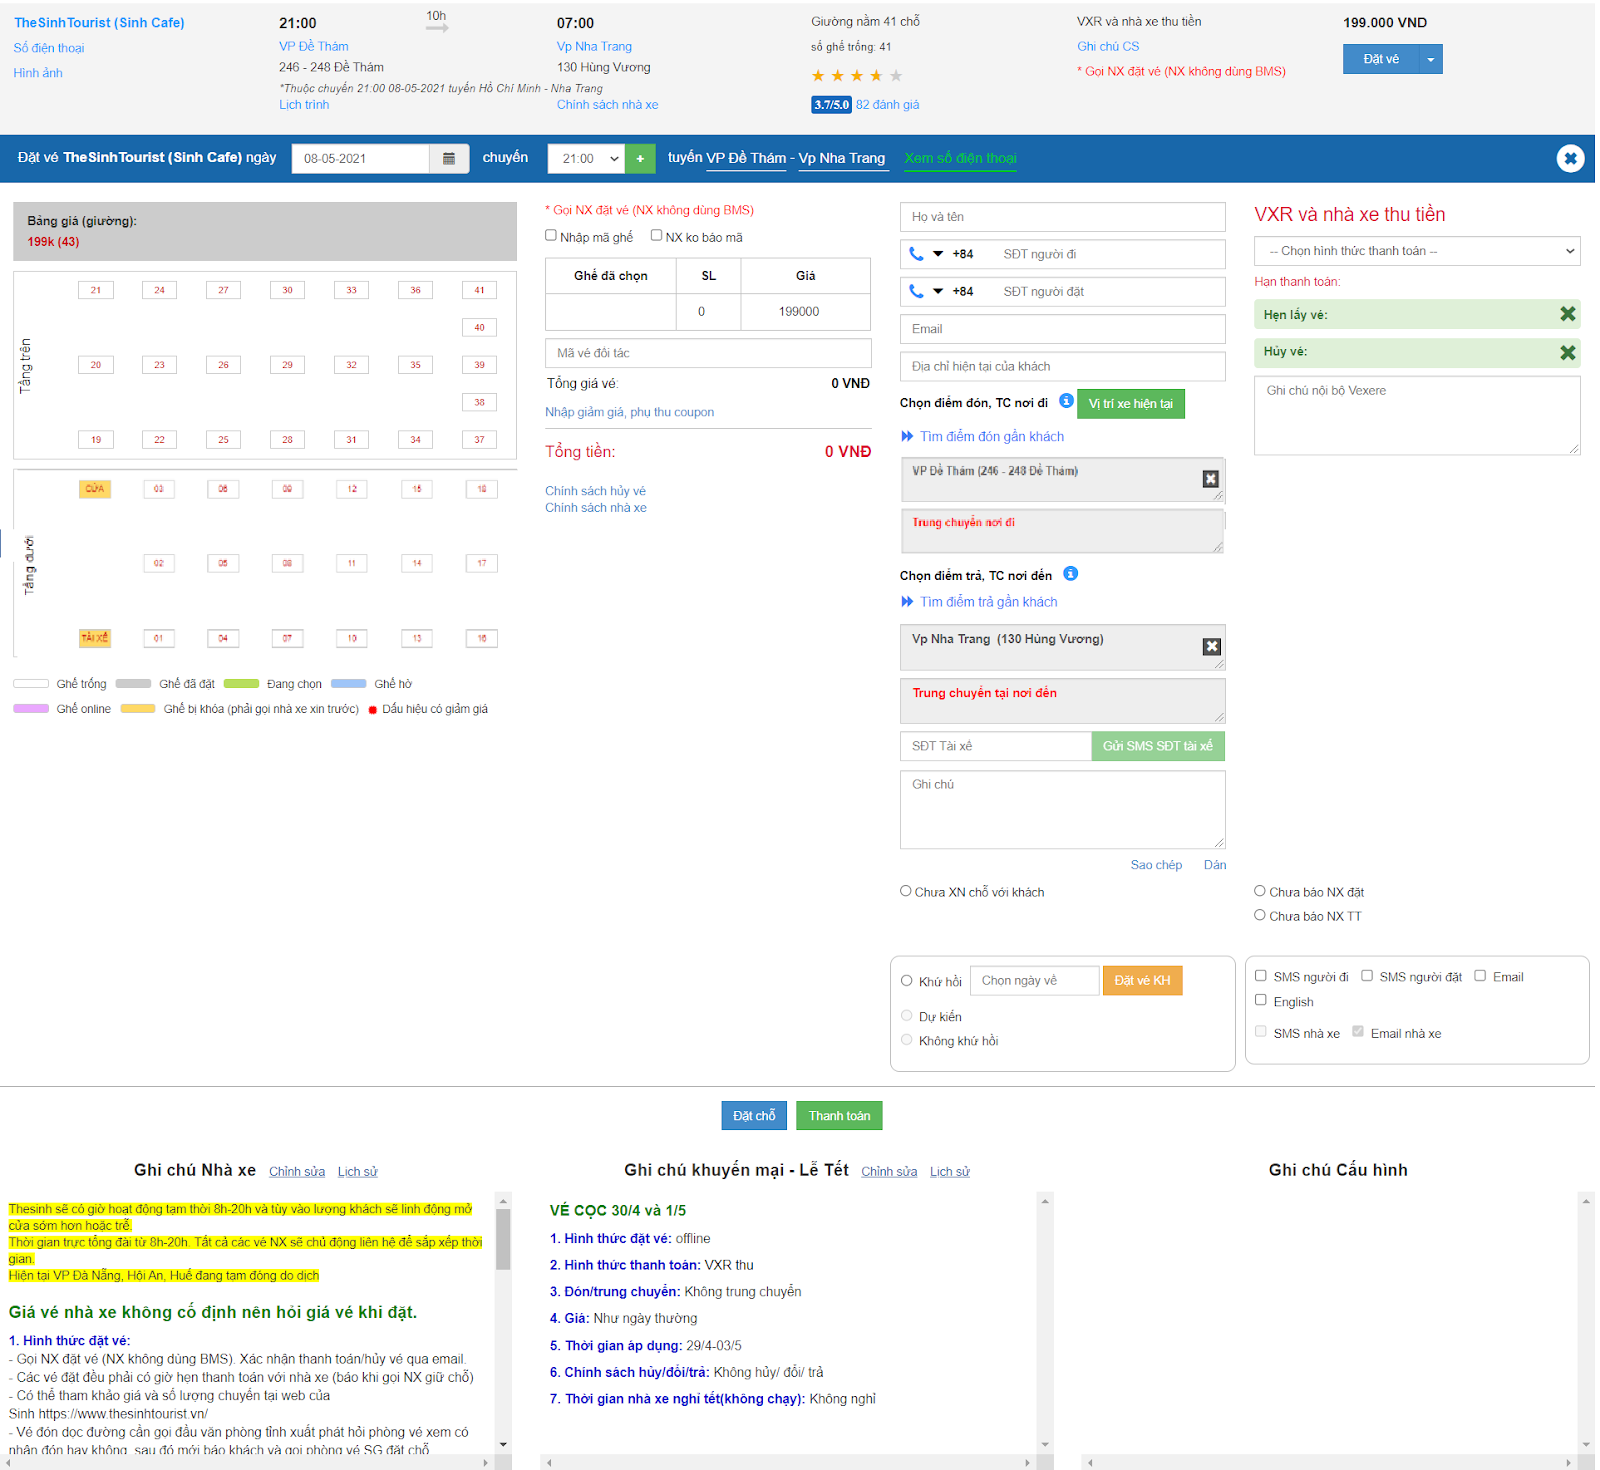 TheSinhTourist (Sinh Cafe)
Số điện thoại
Hình ảnh
21:00
10h
07:00
VP Đề Thám
246 - 248 Đề Thám
*Thuộc chuyến 21:00 08-05-2021 tuyến Hồ Chí Minh - Nha Trang
Lịch trình
Vp Nha Trang
130 Hùng Vương
Chính sách nhà xe
Giường nằm 41 chỗ
số ghế trống: 41
3.7/5.0 82 đánh giá
VXR và nhà xe thu tiền
Ghi chú CS
* Gọi NX đặt vé (NX không dùng BMS)
199.000 VND
Đặt vé
Đặt vé TheSinhTourist (Sinh Cafe) ngày 08-05-2021 chuyến 21:00 + tuyến VP Đề Thám - Vp Nha Trang Xem số điện thoại
Bảng giá (giường):
199k (43)
Tầng trên
21 24 27 30 33 36 41
40
20 23 26 29 32 35 39
38
19 22 25 28 31 34 37
Tầng dưới
CỬA 03 06 09 12 15 18
02 05 08 11 14 17
TÀI XẾ 01 04 07 10 13 16
Ghế trống Ghế đã đặt Đang chọn Ghế hờ
Ghế online Ghế bị khóa (phải gọi nhà xe xin trước) Dấu hiệu có giảm giá
* Gọi NX đặt vé (NX không dùng BMS)
Nhập mã ghế NX ko báo mã
Ghế đã chọn SL Giá
0 199000
Mã vé đối tác
Tổng giá vé: 0 VNĐ
Nhập giảm giá, phụ thu coupon
Tổng tiền: 0 VNĐ
Chính sách hủy vé
Chính sách nhà xe
Họ và tên
+84 SĐT người đi
+84 SĐT người đặt
Email
Địa chỉ hiện tại của khách
Chọn điểm đón, TC nơi đi Vị trí xe hiện tại
Tìm điểm đón gần khách
VP Đề Thám (246 - 248 Đề Thám)
Trung chuyển nơi đi
Chọn điểm trả, TC nơi đến
Tìm điểm trả gần khách
Vp Nha Trang (130 Hùng Vương)
Trung chuyển tại nơi đến
SĐT Tài xế Gửi SMS SĐT tài xế
Ghi chú
Sao chép Dán
Chưa XN chỗ với khách
Khứ hồi Chọn ngày về Đặt vé KH
Dự kiến
Không khứ hồi
VXR và nhà xe thu tiền
-- Chọn hình thức thanh toán --
Hạn thanh toán:
Hẹn lấy vé:
Hủy vé:
Ghi chú nội bộ Vexere
Chưa báo NX đặt
Chưa báo NX TT
SMS người đi SMS người đặt Email
English
SMS nhà xe Email nhà xe
Đặt chỗ Thanh toán
Ghi chú Nhà xe Chỉnh sửa Lịch sử
Thesinh sẽ có giờ hoạt động tạm thời 8h-20h và tùy vào lượng khách sẽ linh động mở
cửa sớm hơn hoặc trễ.
Thời gian trực tổng đài từ 8h-20h. Tất cả các vé NX sẽ chủ động liên hệ để sắp xếp thời
gian.
Hiện tại VP Đà Nẵng, Hội An, Huế đang tạm đóng do dịch
Giá vé nhà xe không cố định nên hỏi giá vé khi đặt.
1. Hình thức đặt vé:
- Gọi NX đặt vé (NX không dùng BMS). Xác nhận thanh toán/hủy vé qua email.
- Các vé đặt đều phải có giờ hẹn thanh toán với nhà xe (báo khi gọi NX giữ chỗ)
- Có thể tham khảo giá và số lượng chuyến tại web của
Sinh https://www.thesinhtourist.vn/
- Vé đón dọc đường cần gọi đầu văn phòng tỉnh xuất phát hỏi phòng vé xem có
nhận đón hay không, sau đó mới báo khách và gọi phòng vé SG đặt chỗ
Ghi chú khuyến mại - Lễ Tết Chỉnh sửa Lịch sử
VÉ CỌC 30/4 và 1/5
1. Hình thức đặt vé: offline
2. Hình thức thanh toán: VXR thu
3. Đón/trung chuyển: Không trung chuyển
4. Giá: Như ngày thường
5. Thời gian áp dụng: 29/4-03/5
6. Chính sách hủy/đổi/trả: Không hủy/ đổi/ trả
7. Thời gian nhà xe nghỉ tết(không chạy): Không nghỉ
Ghi chú Cấu hình